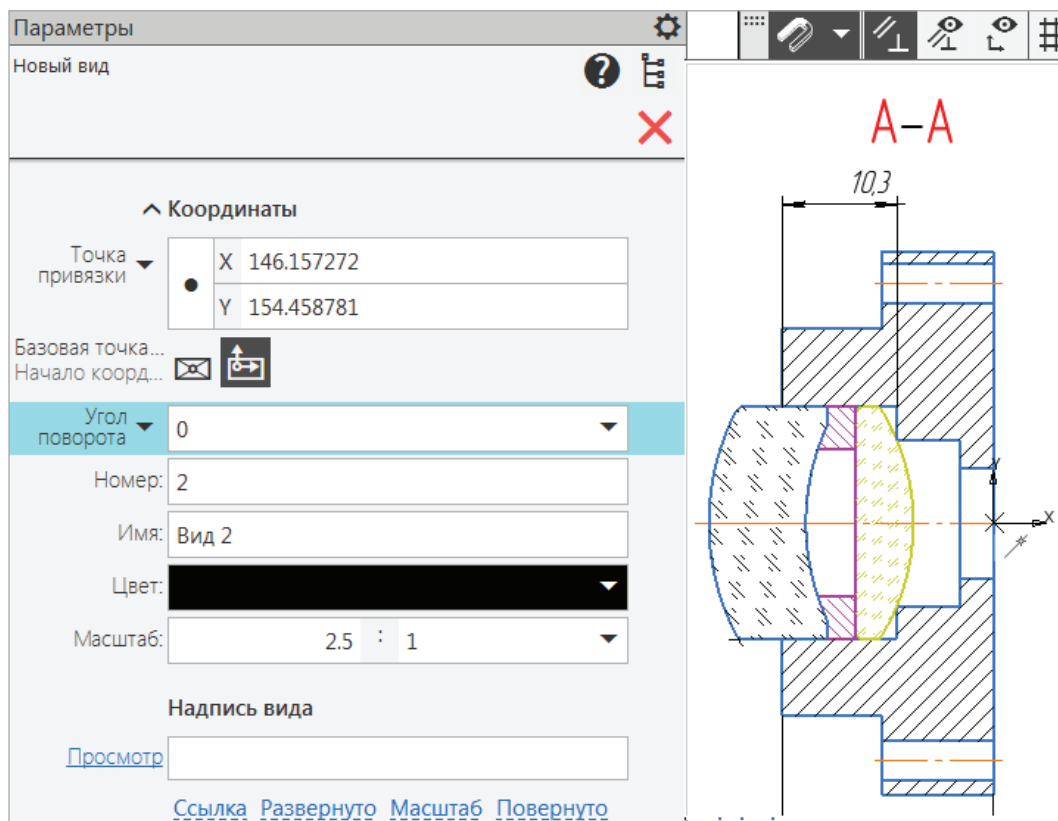 Параметры
Новый вид
Координаты
Точка привязки
X 146.157272
Y 154.458781
Базовая точка...
Начало коорд...
Угол поворота
0
Номер: 2
Имя: Вид 2
Цвет:
Масштаб: 2.5 : 1
Надпись вида
Просмотр
Ссылка Развернуто Масштаб Повернуто
А–А
10,3
Y
X